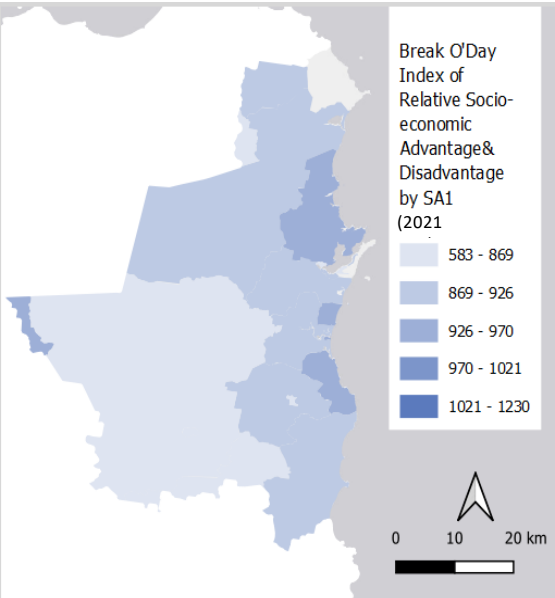 Break O'Day
Index of
Relative Socio-
economic
Advantage&
Disadvantage
by SA1
(2021
583 - 869
869 - 926
926 - 970
970 - 1021
1021 - 1230
0 10 20 km